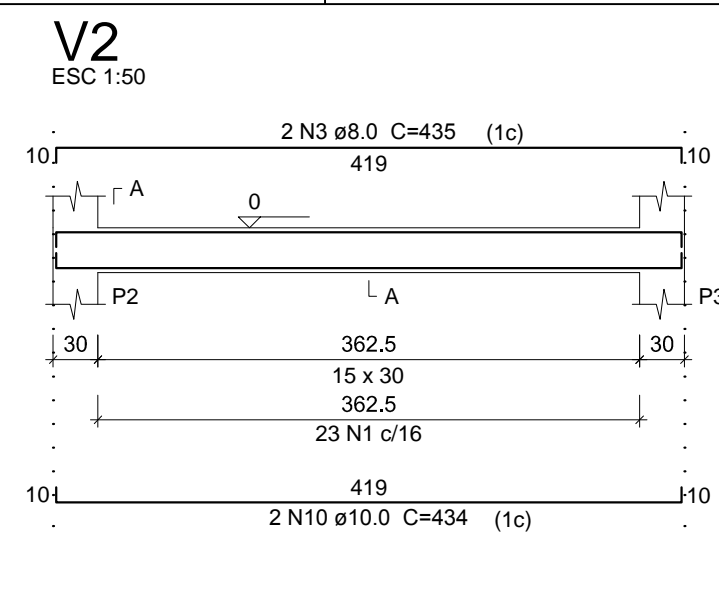 V2
ESC 1:50
2 N3 ø8.0 C=435 (1c)
10 419 10
A
0
P2 A P3
30 362.5 30
15 x 30
362.5
23 N1 c/16
10 419 10
2 N10 ø10.0 C=434 (1c)